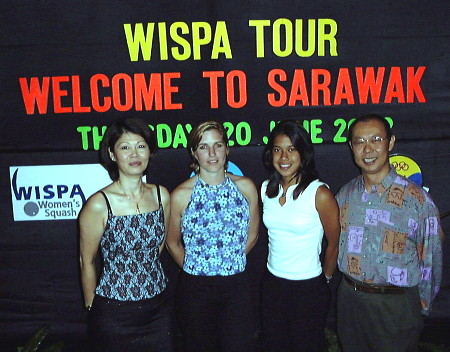 WISPA TOUR
WELCOME TO SARAWAK
20 JUNE
WISPA
Women's
Squash